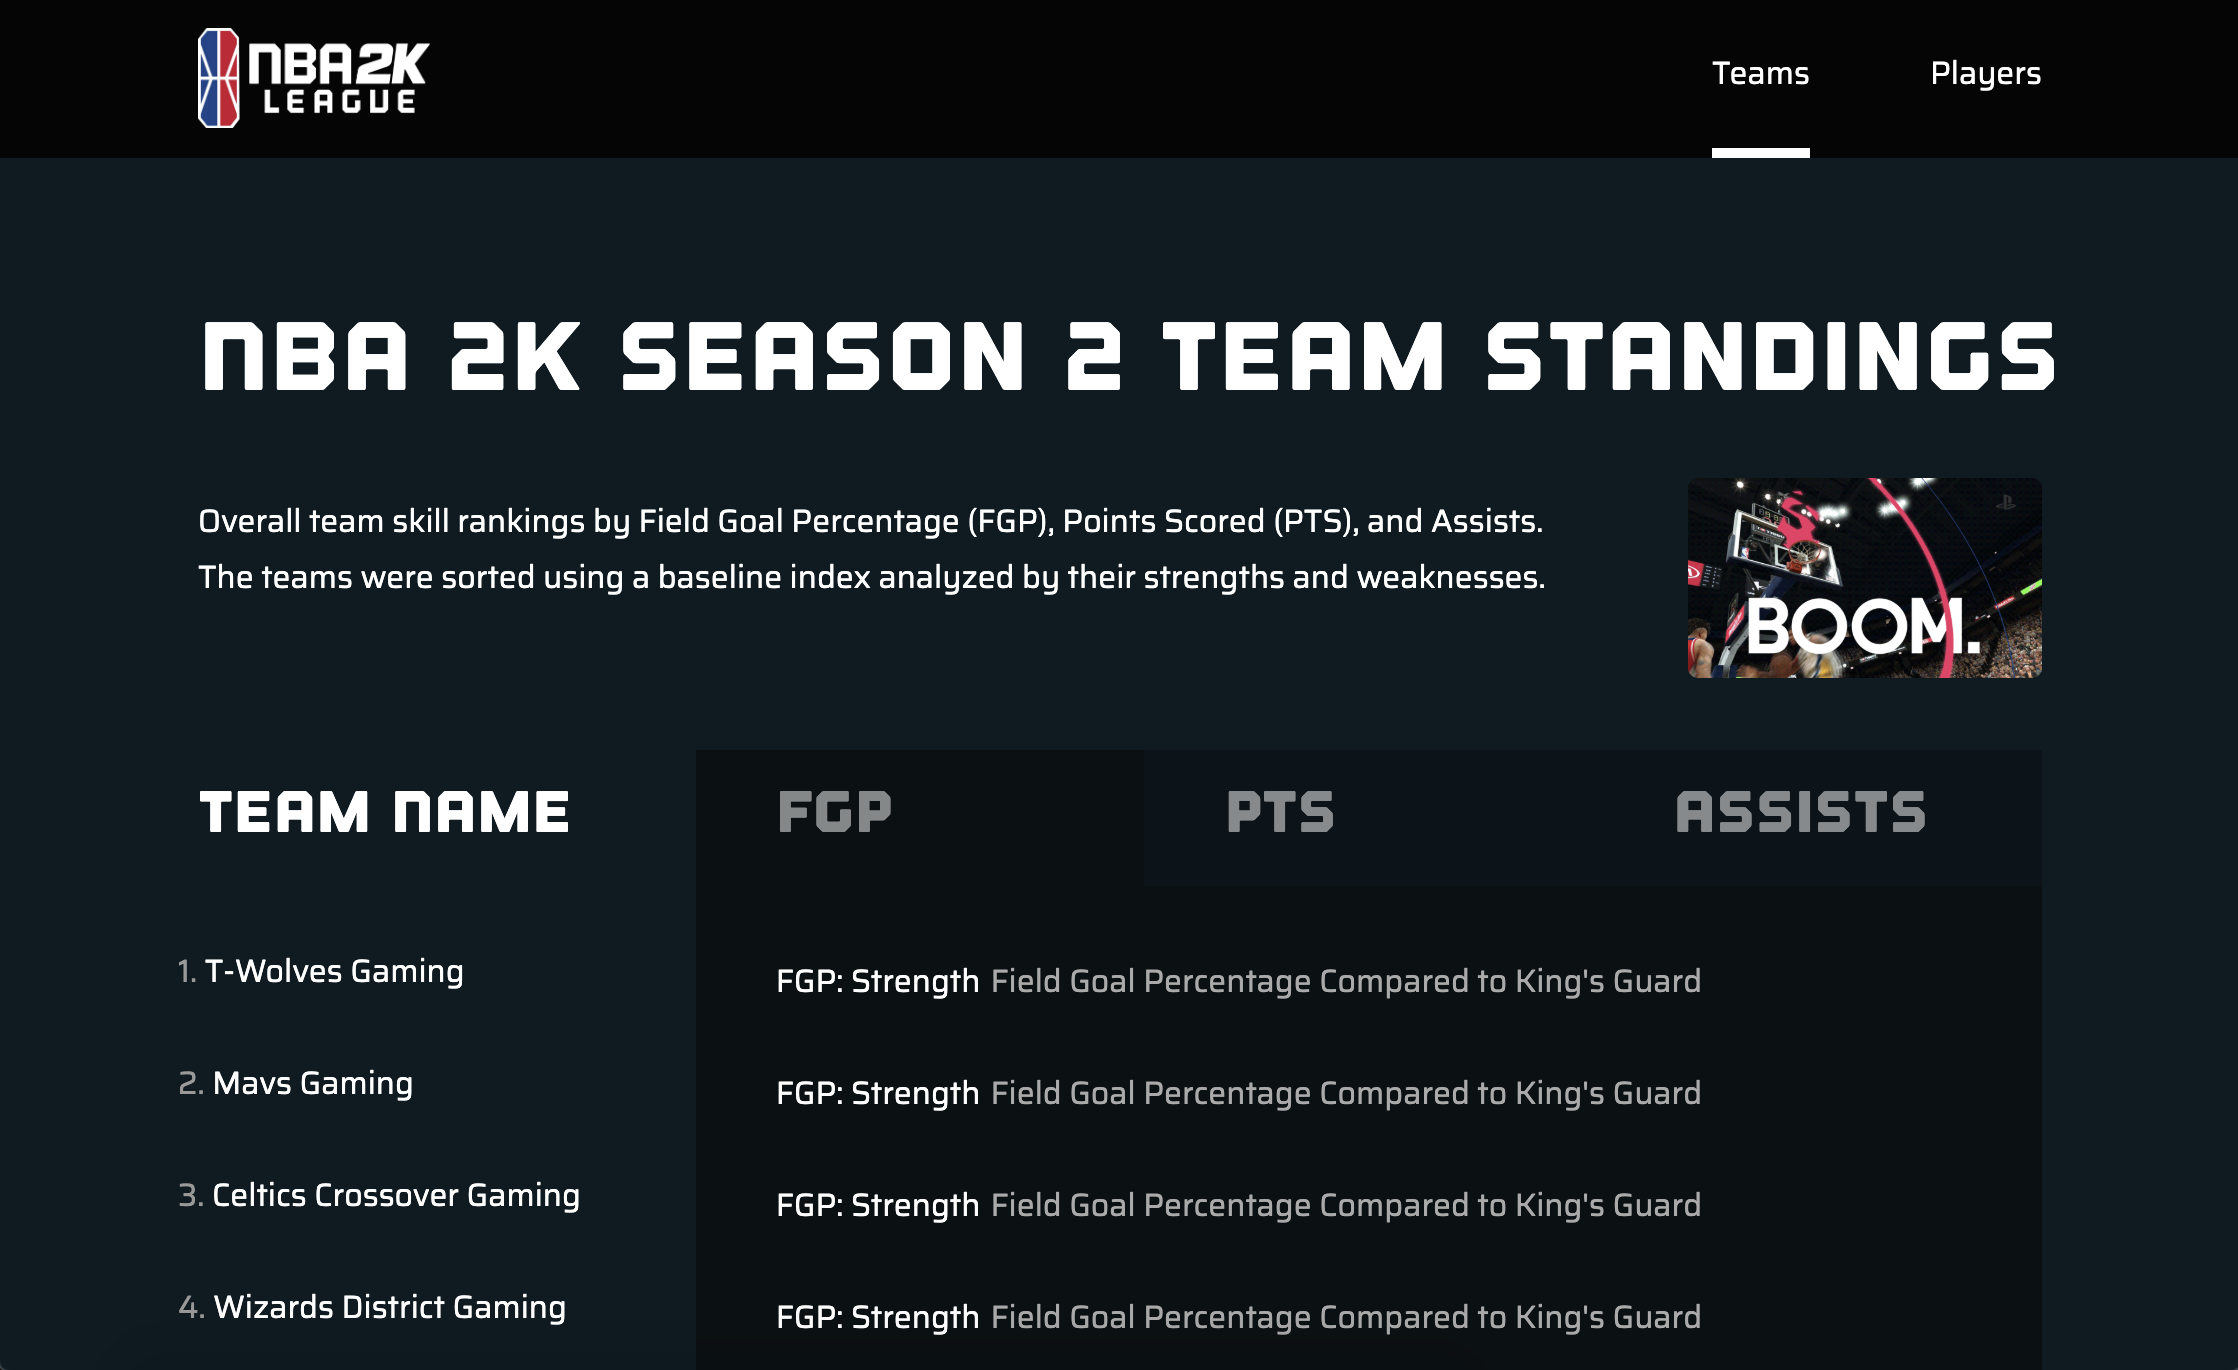 NBA2K
LEAGUE
Teams
Players
NBA 2K SEASON 2 TEAM STANDINGS
Overall team skill rankings by Field Goal Percentage (FGP), Points Scored (PTS), and Assists.
The teams were sorted using a baseline index analyzed by their strengths and weaknesses.
BOOM.
TEAM NAME
FGP
PTS
ASSISTS
1. T-Wolves Gaming
FGP: Strength Field Goal Percentage Compared to King's Guard
2. Mavs Gaming
FGP: Strength Field Goal Percentage Compared to King's Guard
3. Celtics Crossover Gaming
FGP: Strength Field Goal Percentage Compared to King's Guard
4. Wizards District Gaming
FGP: Strength Field Goal Percentage Compared to King's Guard